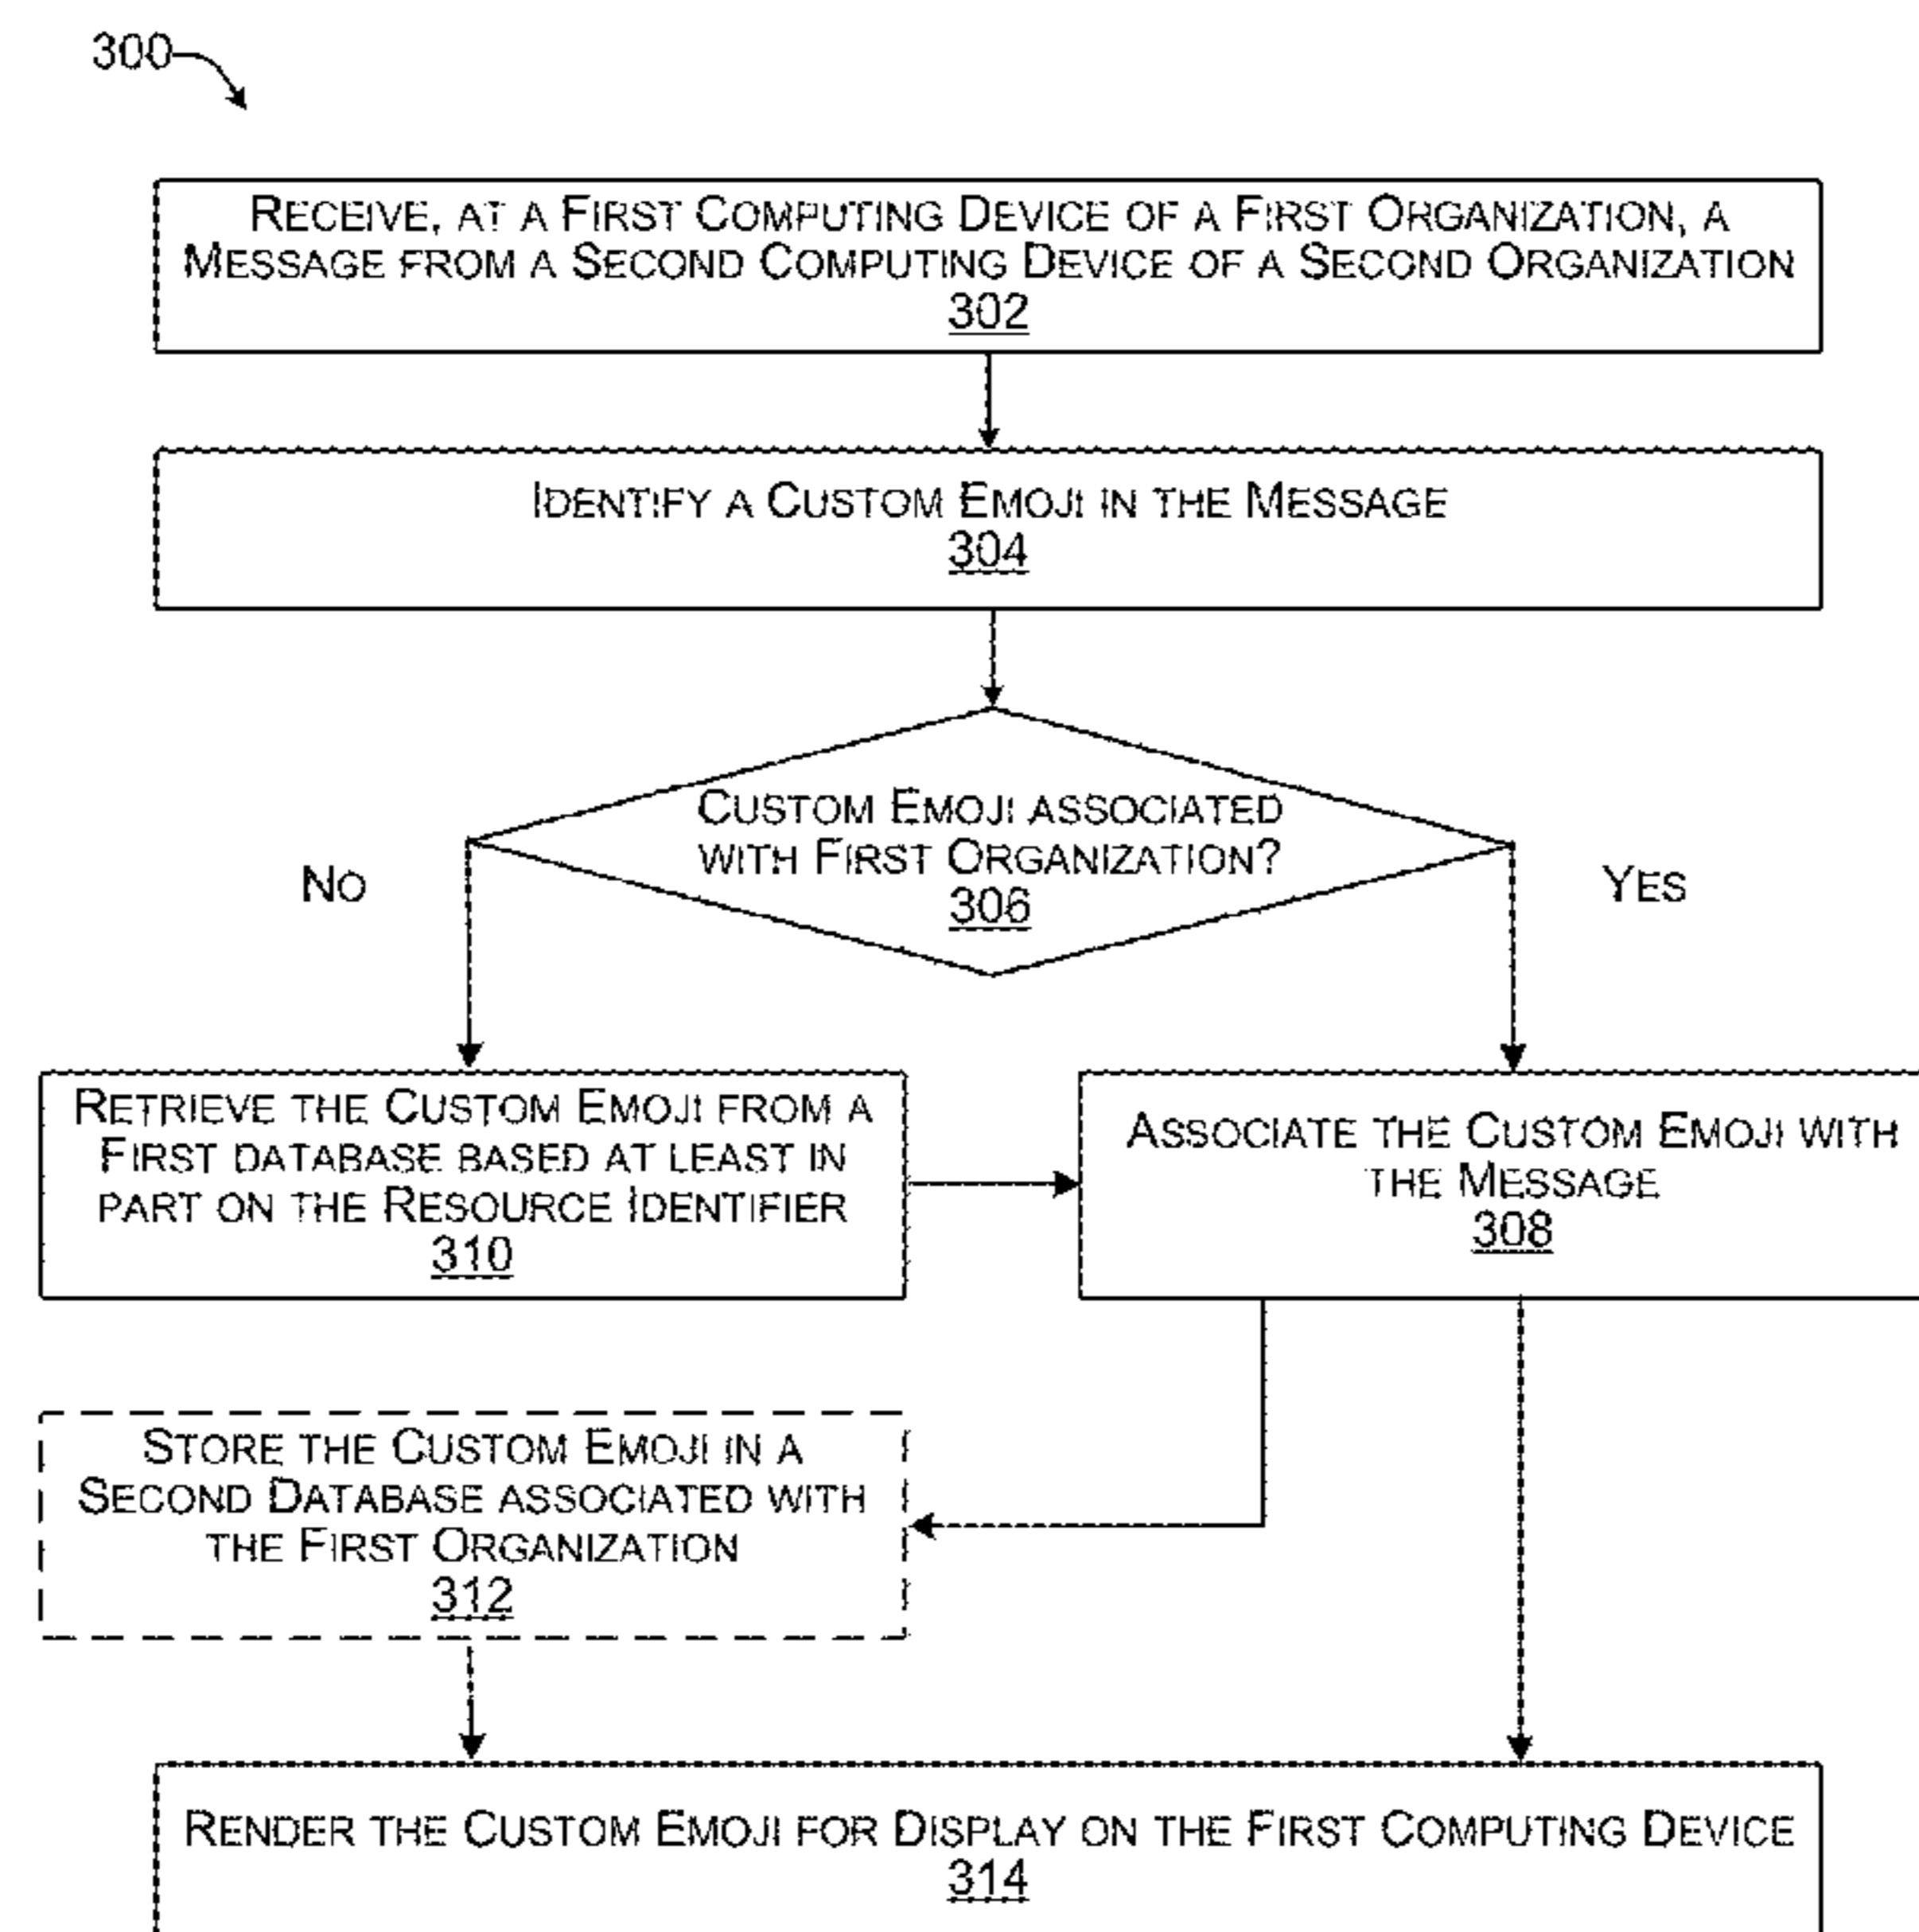 300
RECEIVE, AT A FIRST COMPUTING DEVICE OF A FIRST ORGANIZATION, A
MESSAGE FROM A SECOND COMPUTING DEVICE OF A SECOND ORGANIZATION
302
IDENTIFY A CUSTOM EMOJI IN THE MESSAGE
304
CUSTOM EMOJI ASSOCIATED
WITH FIRST ORGANIZATION?
306
NO
YES
RETRIEVE THE CUSTOM EMOJI FROM A
FIRST DATABASE BASED AT LEAST IN
PART ON THE RESOURCE IDENTIFIER
310
ASSOCIATE THE CUSTOM EMOJI WITH
THE MESSAGE
308
STORE THE CUSTOM EMOJI IN A
SECOND DATABASE ASSOCIATED WITH
THE FIRST ORGANIZATION
312
RENDER THE CUSTOM EMOJI FOR DISPLAY ON THE FIRST COMPUTING DEVICE
314